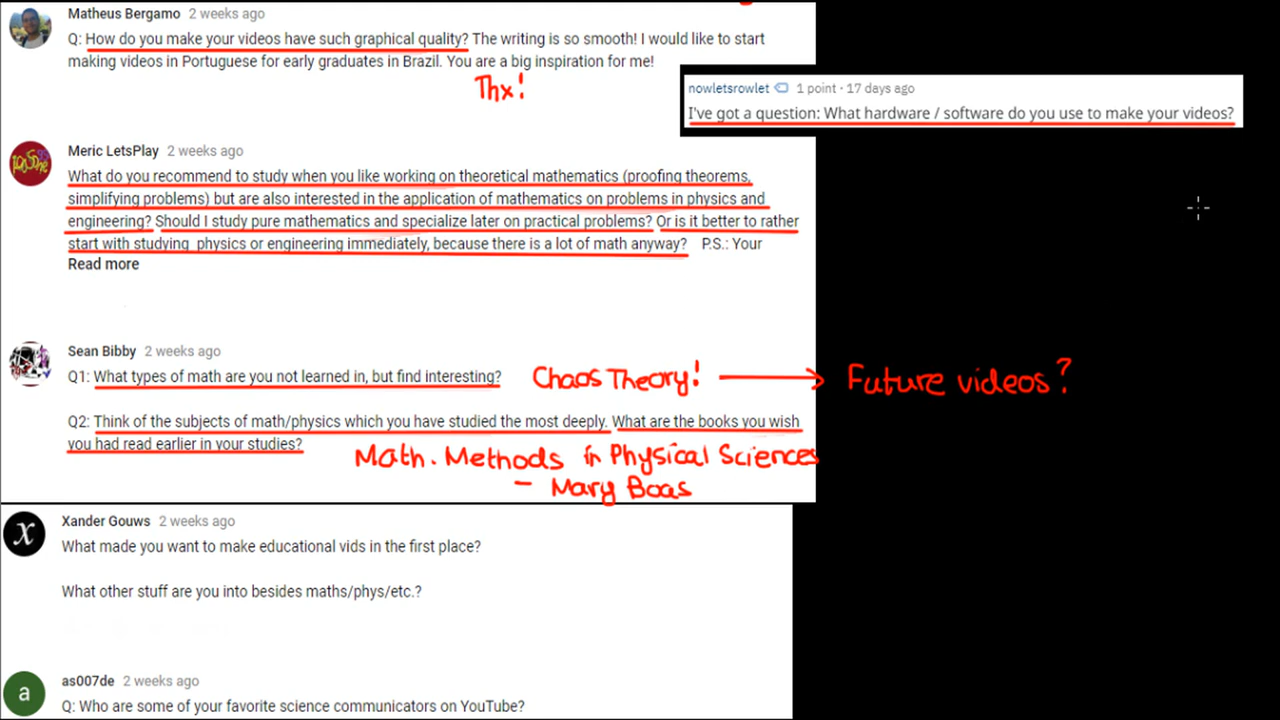 Matheus Bergamo 2 weeks ago
Q: How do you make your videos have such graphical quality? The writing is so smooth! I would like to start
making videos in Portuguese for early graduates in Brazil. You are a big inspiration for me!
Thx!
nowletsrowlet 1 point · 17 days ago
I've got a question: What hardware / software do you use to make your videos?
Meric LetsPlay 2 weeks ago
What do you recommend to study when you like working on theoretical mathematics (proofing theorems,
simplifying problems) but are also interested in the application of mathematics on problems in physics and
engineering? Should I study pure mathematics and specialize later on practical problems? Or is it better to rather
start with studying physics or engineering immediately, because there is a lot of math anyway? P.S.: Your
Read more
Sean Bibby 2 weeks ago
Q1: What types of math are you not learned in, but find interesting?
Chaos Theory! → Future videos?
Q2: Think of the subjects of math/physics which you have studied the most deeply. What are the books you wish
you had read earlier in your studies?
Math. Methods in Physical Sciences
- Mary Boas
X
Xander Gouws 2 weeks ago
What made you want to make educational vids in the first place?
What other stuff are you into besides maths/phys/etc.?
a
as007de 2 weeks ago
Q: Who are some of your favorite science communicators on YouTube?